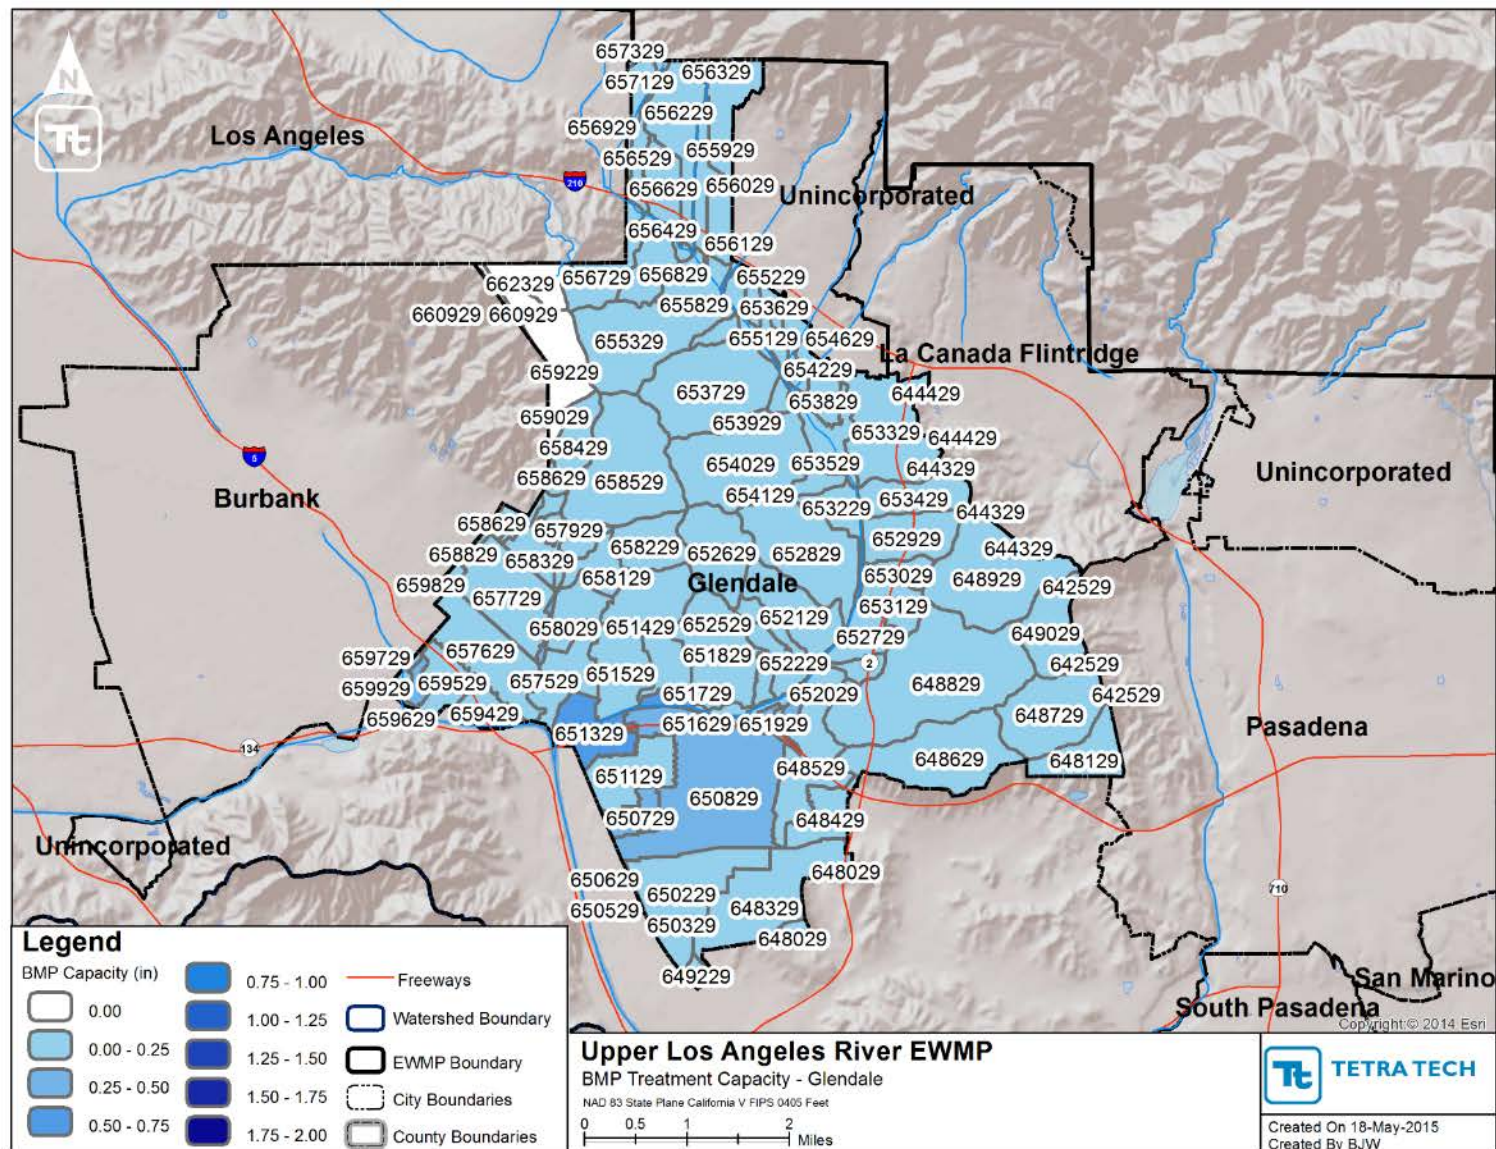 657329
656329
657129
656229
656929
Los Angeles
655929
656529
N
Tt
210
656629
656029
Unincorporated
656429
656129
656729
656829
655229
662329
655829
653629
660929
660929
655329
655129
654629
La Canada Flintridge
659229
654229
653729
644429
653829
659029
653929
653329
644429
658429
5
654029
653529
644329
658629
658529
Unincorporated
Burbank
654129
653429
653229
644329
658629
657929
652929
658829
658329
658229
652629
652829
644329
659829
658129
Glendale
653029
648929
642529
657729
653129
658029
651429
652529
652129
649029
652729
659729
657629
651829
652229
2
642529
659929
659529
657529
651529
648829
651729
652029
642529
659629
659429
648729
651629
651929
Pasadena
651329
134
648629
648129
651129
648529
650829
650729
648429
Unincorporated
648029
650629
650229
710
650529
648329
650329
648029
649229
San Marino
South Pasadena
Copyright:© 2014 Esri
Legend
BMP Capacity (in)
0.00
0.00 - 0.25
0.25 - 0.50
0.50 - 0.75
0.75 - 1.00
1.00 - 1.25
1.25 - 1.50
1.50 - 1.75
1.75 - 2.00
Freeways
Watershed Boundary
EWMP Boundary
City Boundaries
County Boundaries
Upper Los Angeles River EWMP
BMP Treatment Capacity - Glendale
NAD 83 State Plane California V FIPS 0405 Feet
0 0.5 1 2
Miles
Tt TETRA TECH
Created On 18-May-2015
Created By BJW